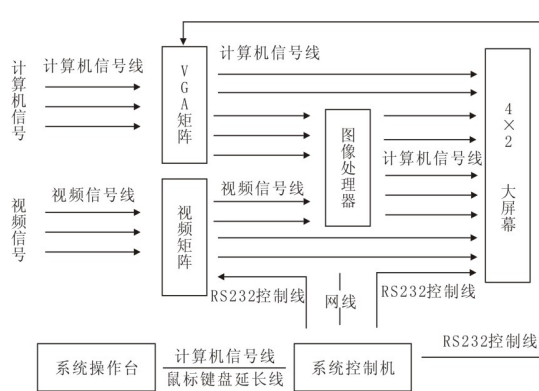 计算机信号
计算机信号线
VGA矩阵
计算机信号线
图像处理器
计算机信号线
4×2 大屏幕
视频信号
视频信号线
视频矩阵
视频信号线
RS232控制线
网线
RS232控制线
系统操作台
计算机信号线
鼠标键盘延长线
系统控制机
RS232控制线